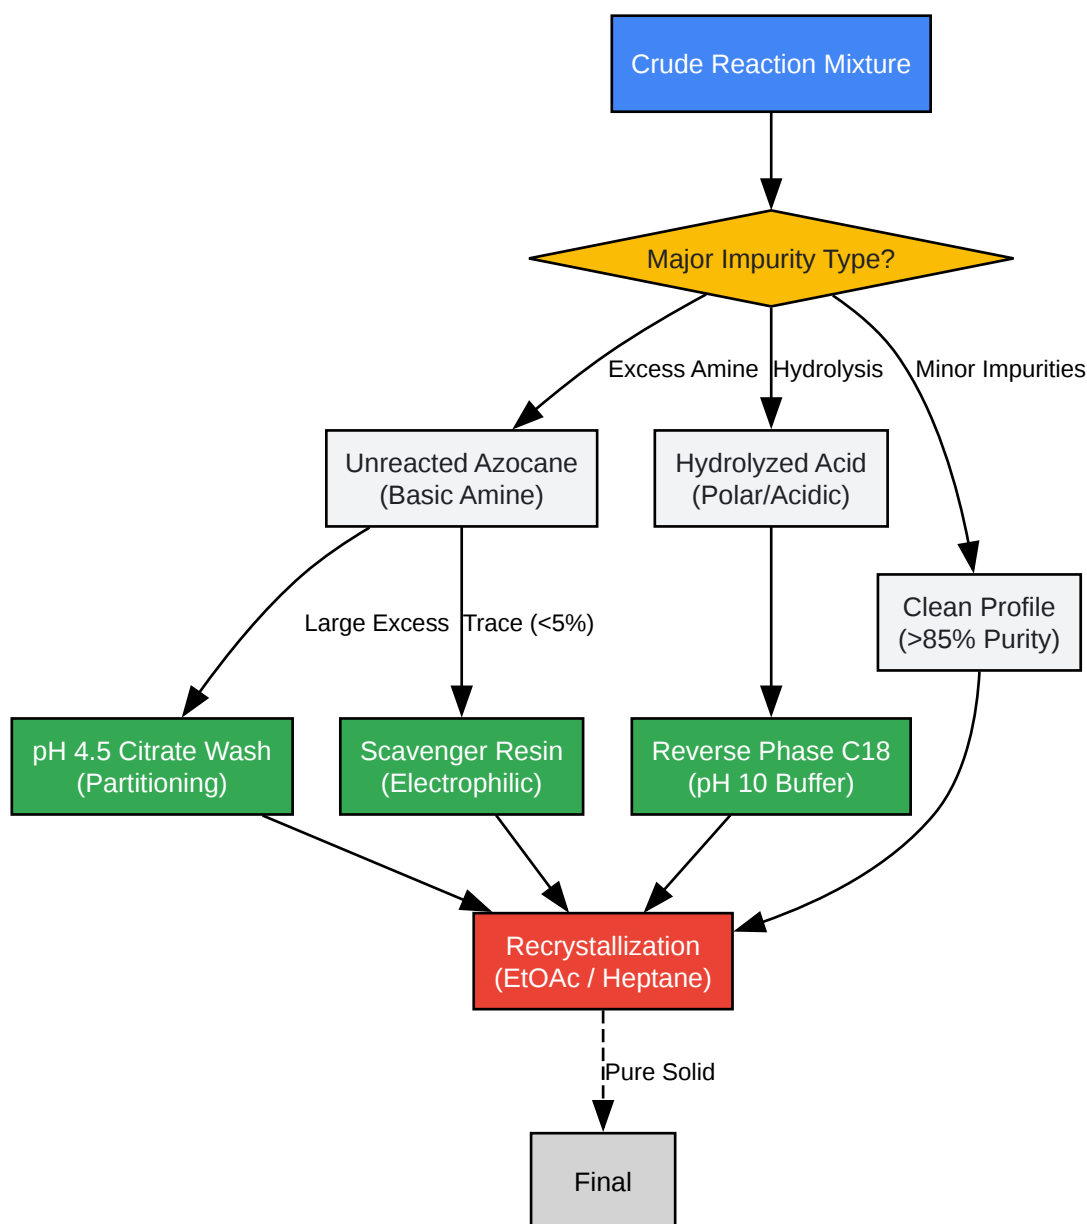 Crude Reaction Mixture
Major Impurity Type?
Excess Amine
Hydrolysis
Minor Impurities
Unreacted Azocane
(Basic Amine)
Hydrolyzed Acid
(Polar/Acidic)
Clean Profile
(>85% Purity)
Large Excess
Trace (<5%)
pH 4.5 Citrate Wash
(Partitioning)
Scavenger Resin
(Electrophilic)
Reverse Phase C18
(pH 10 Buffer)
Recrystallization
(EtOAc / Heptane)
Pure Solid
Final